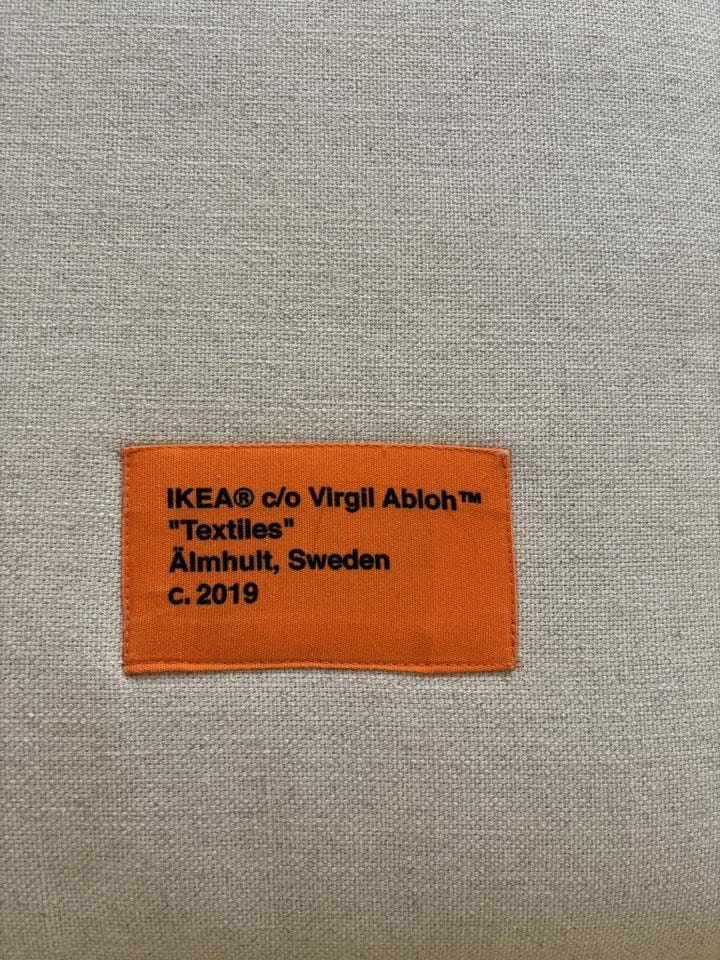 IKEA® c/o Virgil Abloh™
"Textiles"
Älmhult, Sweden
c. 2019